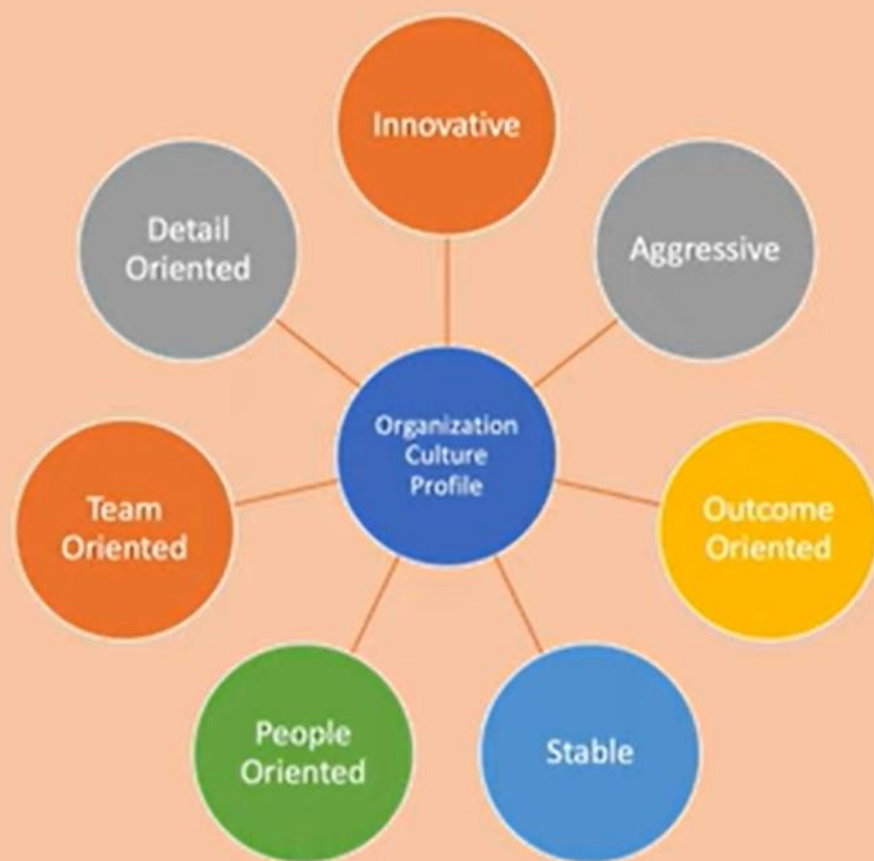 Innovative
Detail
Oriented
Aggressive
Organization
Culture
Profile
Team
Oriented
Outcome
Oriented
People
Oriented
Stable